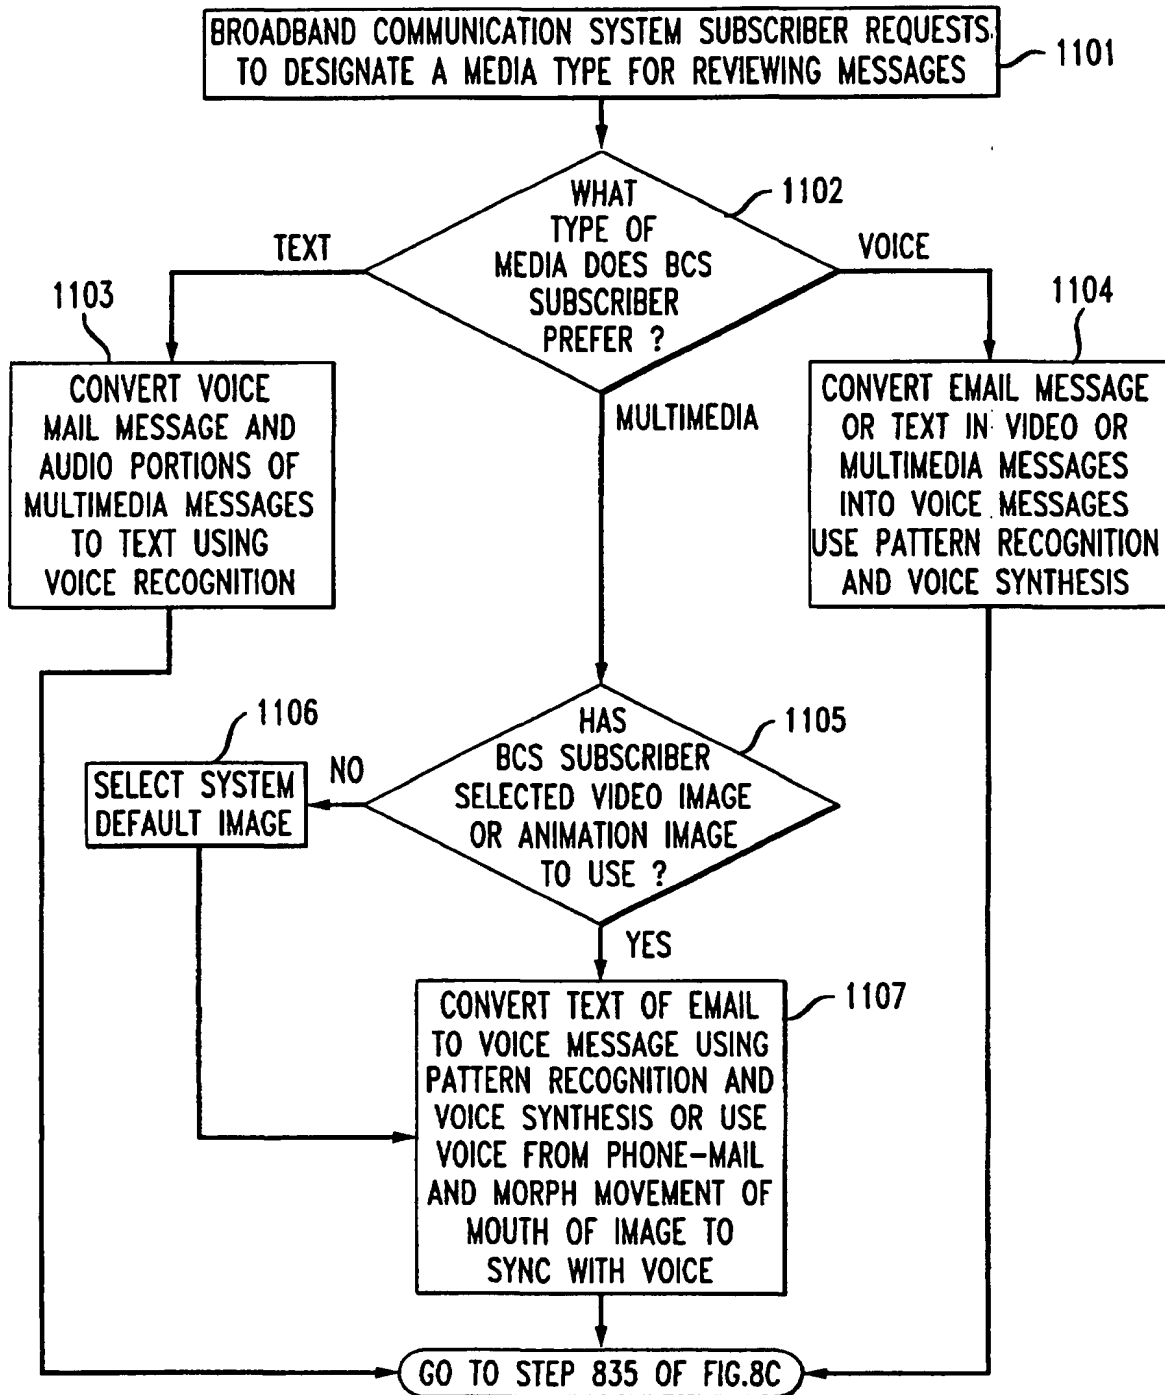 BROADBAND COMMUNICATION SYSTEM SUBSCRIBER REQUESTS
TO DESIGNATE A MEDIA TYPE FOR REVIEWING MESSAGES
1101
WHAT
TYPE OF
MEDIA DOES BCS
SUBSCRIBER
PREFER ?
1102
TEXT
VOICE
MULTIMEDIA
1103
CONVERT VOICE
MAIL MESSAGE AND
AUDIO PORTIONS OF
MULTIMEDIA MESSAGES
TO TEXT USING
VOICE RECOGNITION
1104
CONVERT EMAIL MESSAGE
OR TEXT IN VIDEO OR
MULTIMEDIA MESSAGES
INTO VOICE MESSAGES
USE PATTERN RECOGNITION
AND VOICE SYNTHESIS
HAS
BCS SUBSCRIBER
SELECTED VIDEO IMAGE
OR ANIMATION IMAGE
TO USE ?
1105
NO
1106
SELECT SYSTEM
DEFAULT IMAGE
YES
CONVERT TEXT OF EMAIL
TO VOICE MESSAGE USING
PATTERN RECOGNITION AND
VOICE SYNTHESIS OR USE
VOICE FROM PHONE-MAIL
AND MORPH MOVEMENT OF
MOUTH OF IMAGE TO
SYNC WITH VOICE
1107
GO TO STEP 835 OF FIG.8C